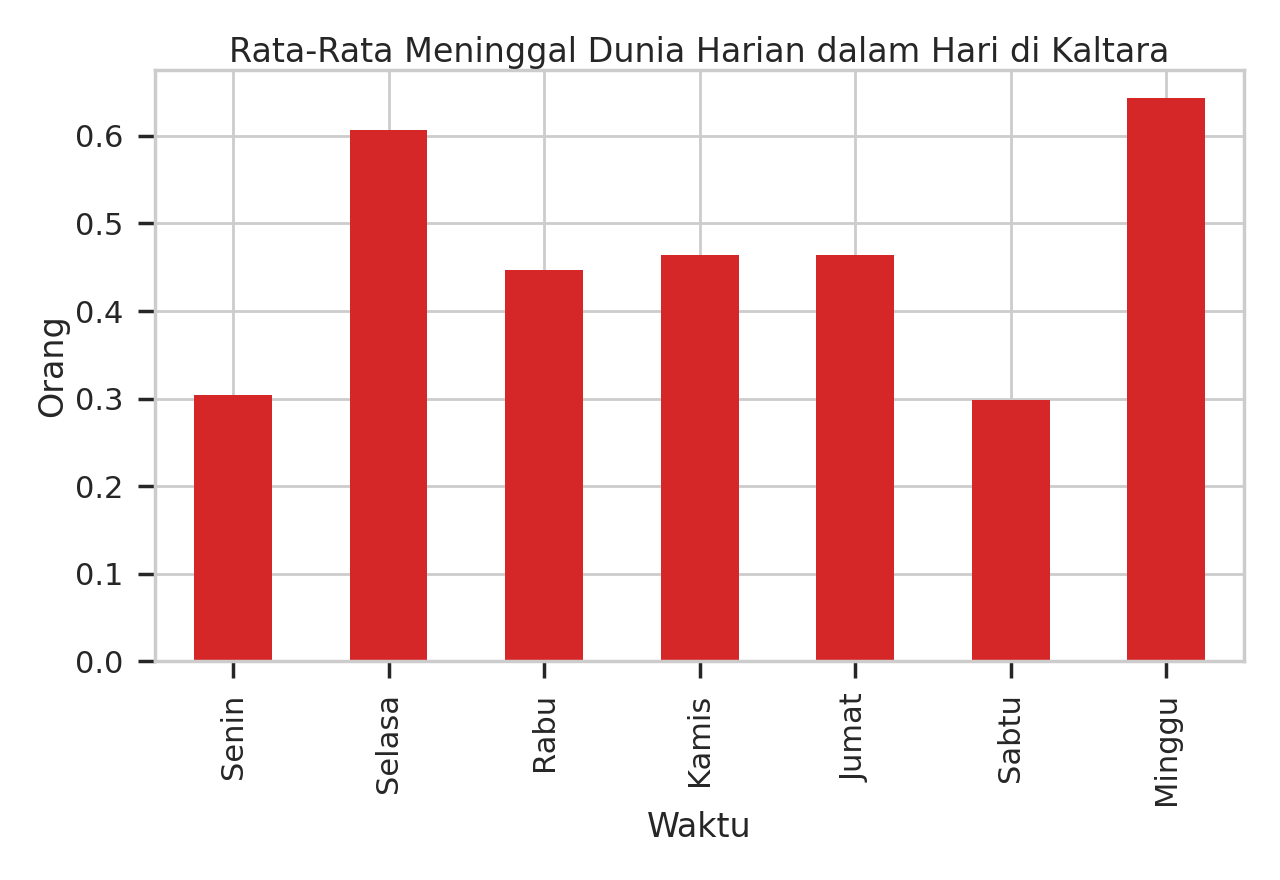 Rata-Rata Meninggal Dunia Harian dalam Hari di Kaltara
Orang
0.6
0.5
0.4
0.3
0.2
0.1
0.0
Senin
Selasa
Rabu
Kamis
Jumat
Sabtu
Minggu
Waktu